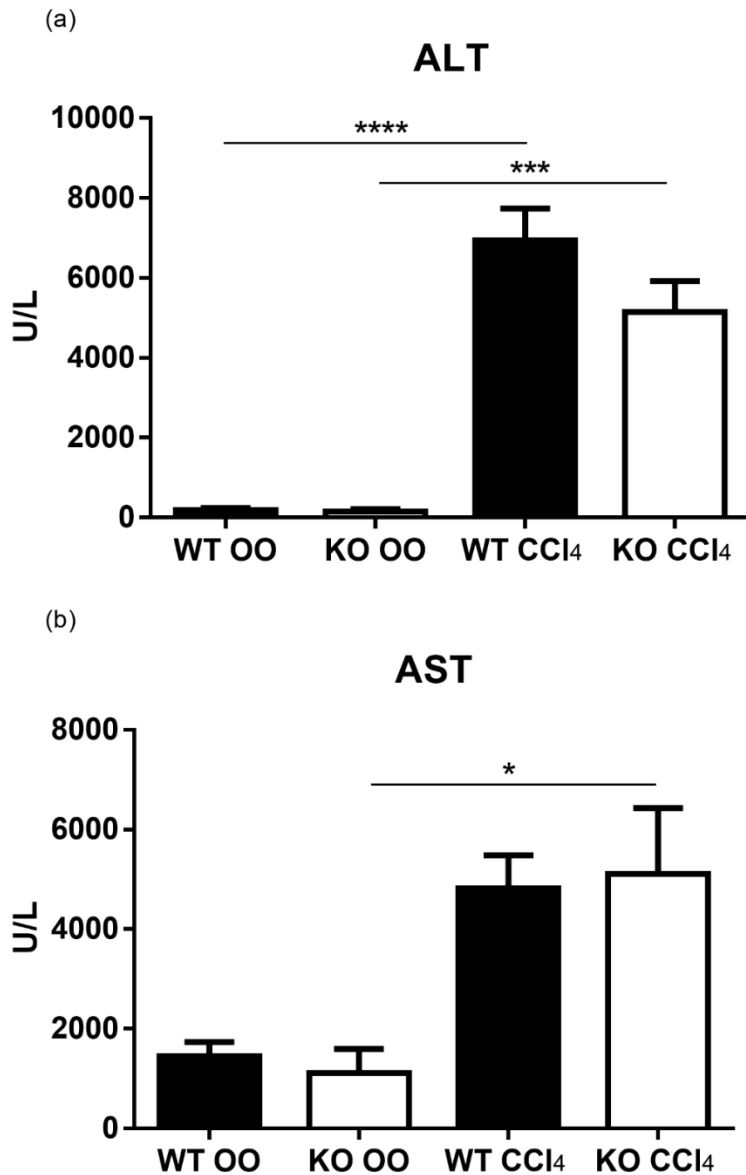 (a)
ALT
10000
****
***
8000
6000
U/L
4000
2000
0
WT OO KO OO WT CCl4 KO CCl4
(b)
AST
8000
*
6000
U/L
4000
2000
0
WT OO KO OO WT CCl4 KO CCl4